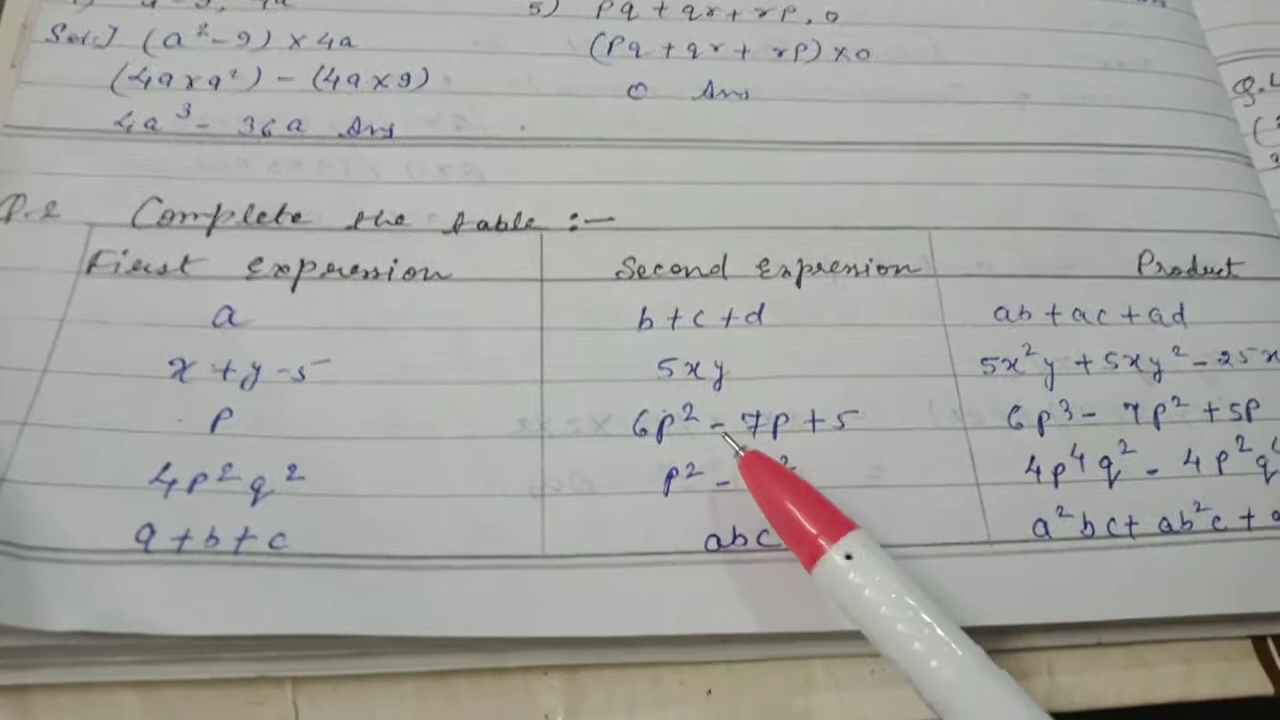 5) pq + qr + rp, 0
Sol:] (a² - 9) × 4a
(pq + qr + rp) × 0
(4a × a²) - (4a × 9)
0 Ans
4a³ - 36a Ans
Q.2 Complete the table :-
First Expression Second Expression Product
a b + c + d ab + ac + ad
x + y - 5 5xy 5x²y + 5xy² - 25x
p 6p² - 7p + 5 6p³ - 7p² + 5p
4p²q² p² - 4p⁴q² - 4p²q⁴
a + b + c abc a²bc + ab²c +